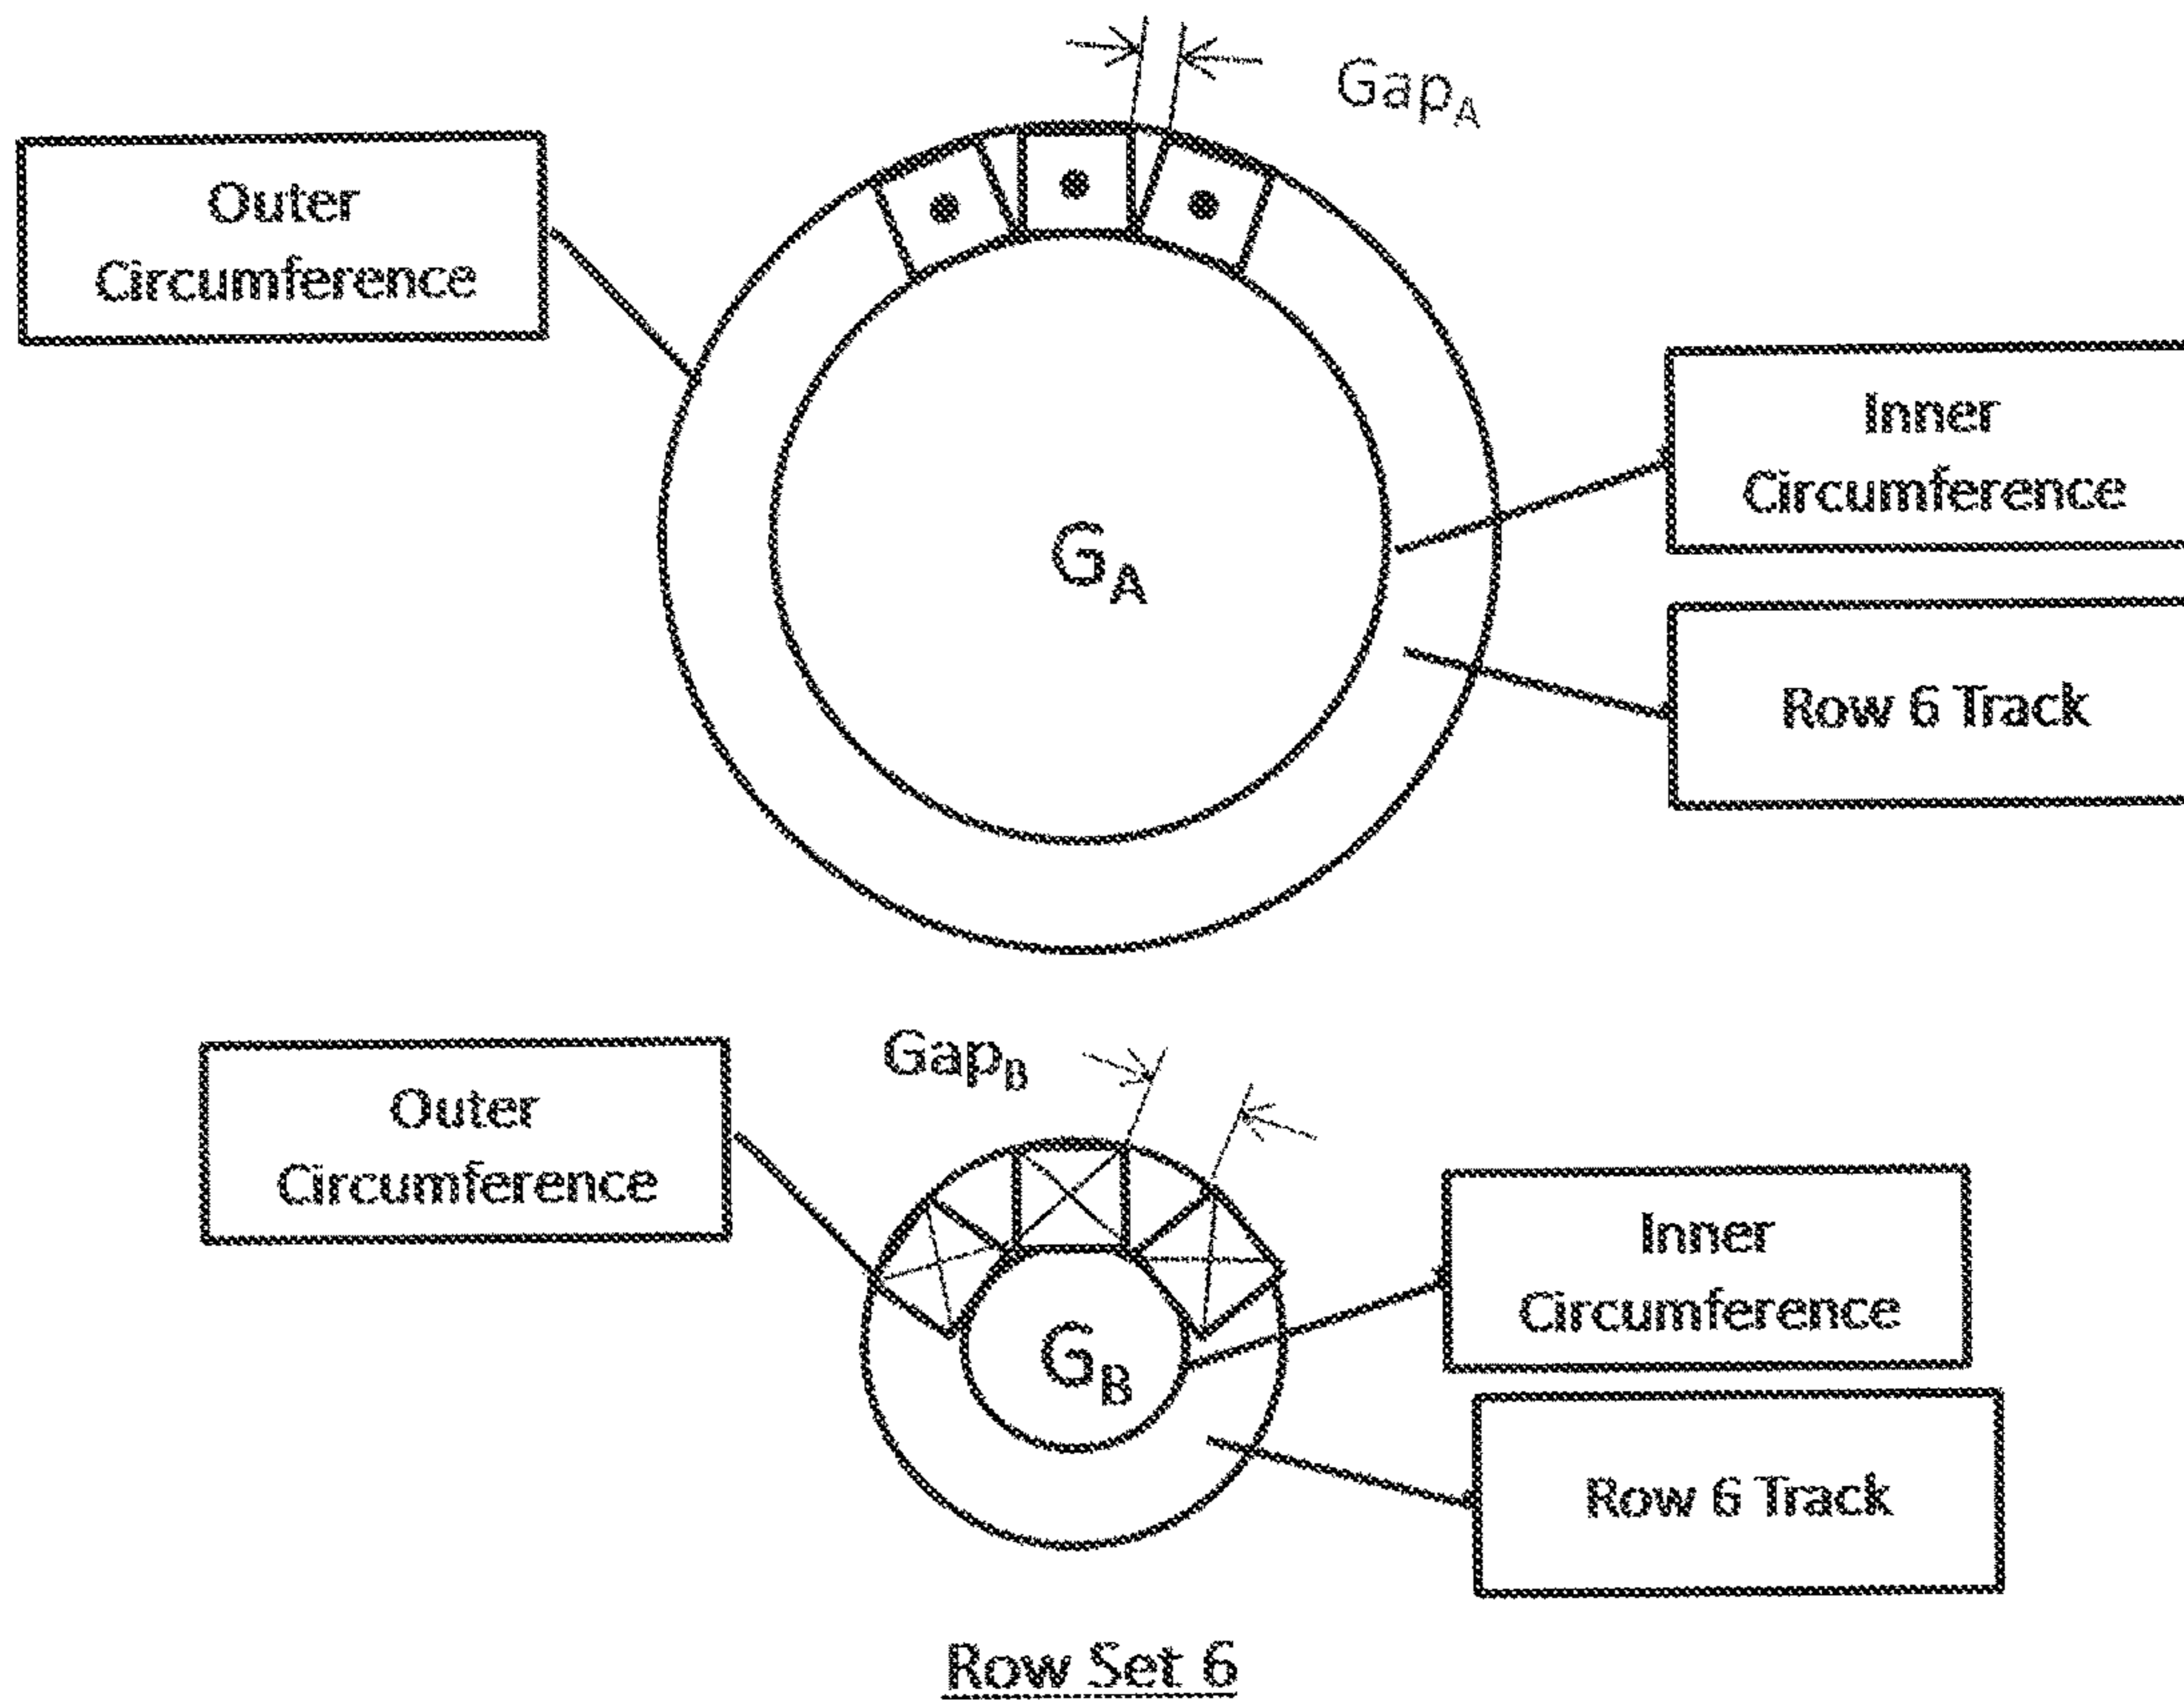 Gap_A
Outer
Circumference
Inner
Circumference
G_A
Row 6 Track
Gap_B
Outer
Circumference
Inner
Circumference
G_B
Row 6 Track
Row Set 6